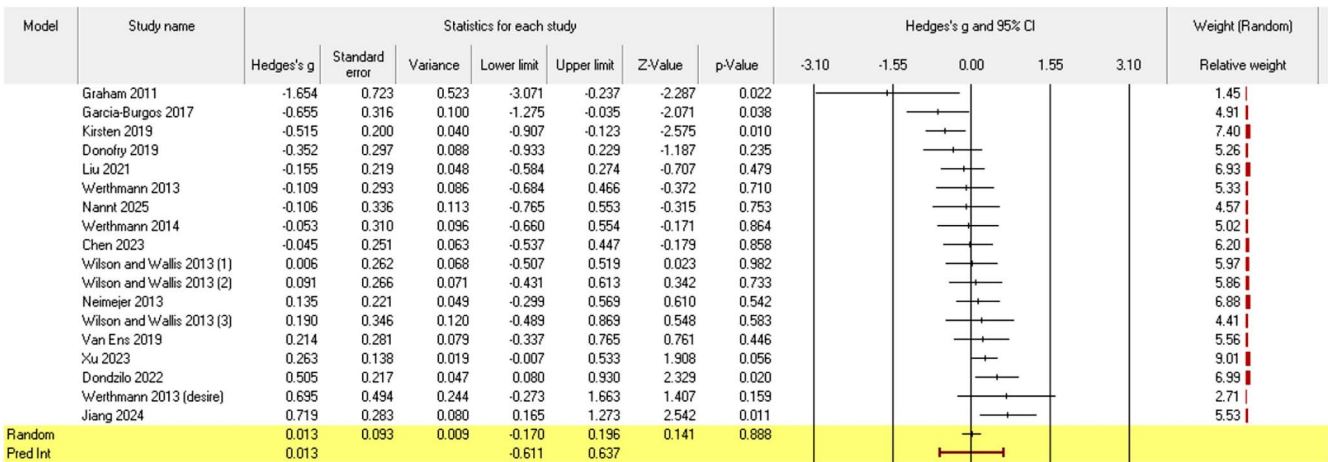 Model Study name Statistics for each study Hedges's g and 95% CI Weight (Random)
Hedges's g Standard error Variance Lower limit Upper limit Z-Value p-Value -3.10 -1.55 0.00 1.55 3.10 Relative weight
Graham 2011 -1.654 0.723 0.523 -3.071 -0.237 -2.287 0.022 1.45
Garcia-Burgos 2017 -0.655 0.316 0.100 -1.275 -0.035 -2.071 0.038 4.91
Kirsten 2019 -0.515 0.200 0.040 -0.907 -0.123 -2.575 0.010 7.40
Donofry 2019 -0.352 0.297 0.088 -0.933 0.229 -1.187 0.235 5.26
Liu 2021 -0.155 0.219 0.048 -0.584 0.274 -0.707 0.479 6.93
Werthmann 2013 -0.109 0.293 0.086 -0.684 0.466 -0.372 0.710 5.33
Nannt 2025 -0.106 0.336 0.113 -0.765 0.553 -0.315 0.753 4.57
Werthmann 2014 -0.053 0.310 0.096 -0.660 0.554 -0.171 0.864 5.02
Chen 2023 -0.045 0.251 0.063 -0.537 0.447 -0.179 0.858 6.20
Wilson and Wallis 2013 (1) 0.006 0.262 0.068 -0.507 0.519 0.023 0.982 5.97
Wilson and Wallis 2013 (2) 0.091 0.266 0.071 -0.431 0.613 0.342 0.733 5.86
Neimejer 2013 0.135 0.221 0.049 -0.299 0.569 0.610 0.542 6.88
Wilson and Wallis 2013 (3) 0.190 0.346 0.120 -0.489 0.869 0.548 0.583 4.41
Van Ens 2019 0.214 0.281 0.079 -0.337 0.765 0.761 0.446 5.56
Xu 2023 0.263 0.138 0.019 -0.007 0.533 1.908 0.056 9.01
Dondzilo 2022 0.505 0.217 0.047 0.080 0.930 2.329 0.020 6.99
Werthmann 2013 (desire) 0.695 0.494 0.244 -0.273 1.663 1.407 0.159 2.71
Jiang 2024 0.719 0.283 0.080 0.165 1.273 2.542 0.011 5.53
Random 0.013 0.093 0.009 -0.170 0.196 0.141 0.888
Pred Int 0.013 -0.611 0.637